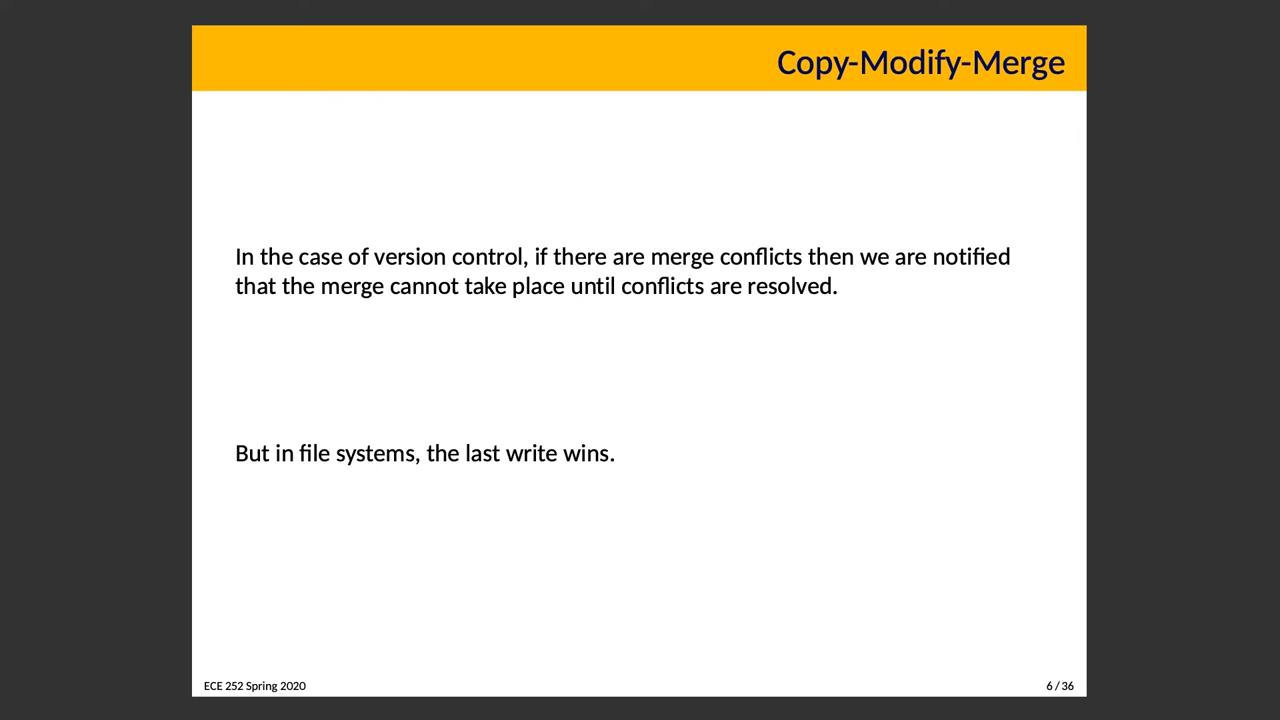 Copy-Modify-Merge
In the case of version control, if there are merge conflicts then we are notified
that the merge cannot take place until conflicts are resolved.
But in file systems, the last write wins.
ECE 252 Spring 2020
6 / 36